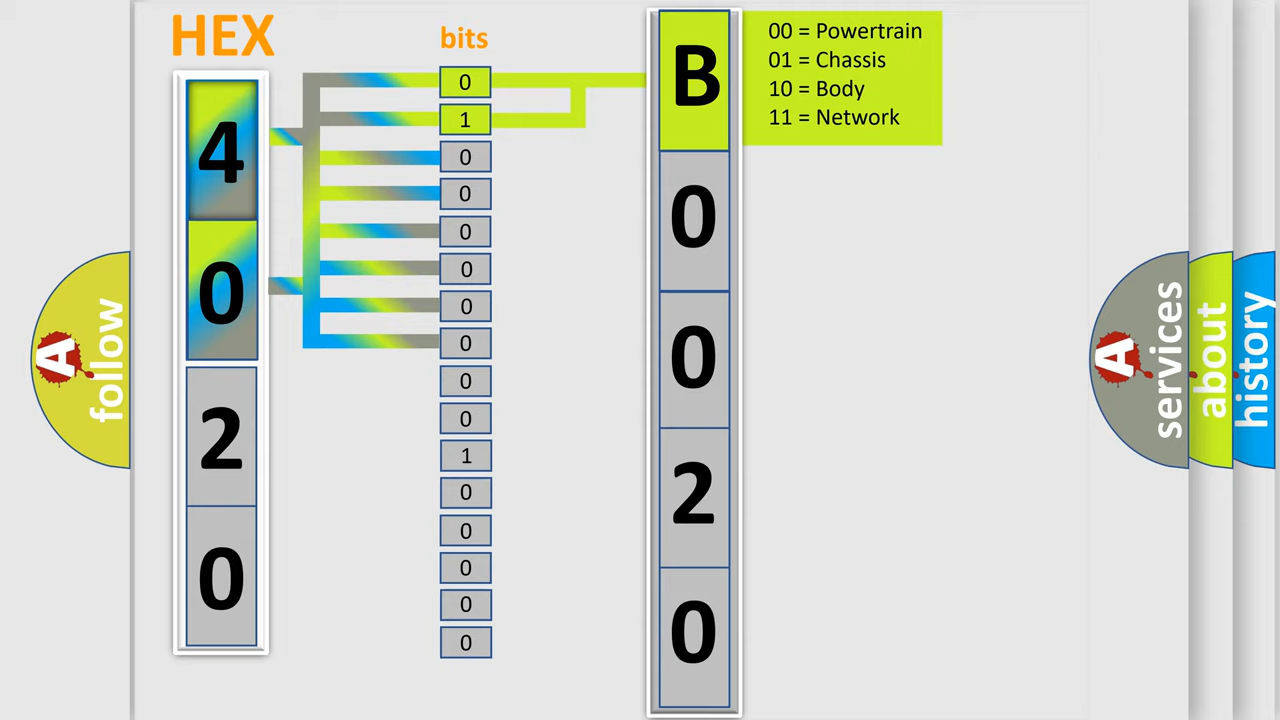 HEX
bits
4
0
2
0
0
1
0
0
0
0
0
0
0
0
1
0
0
0
0
0
B
0
0
2
0
00 = Powertrain
01 = Chassis
10 = Body
11 = Network
A
follow
A
services
about
history